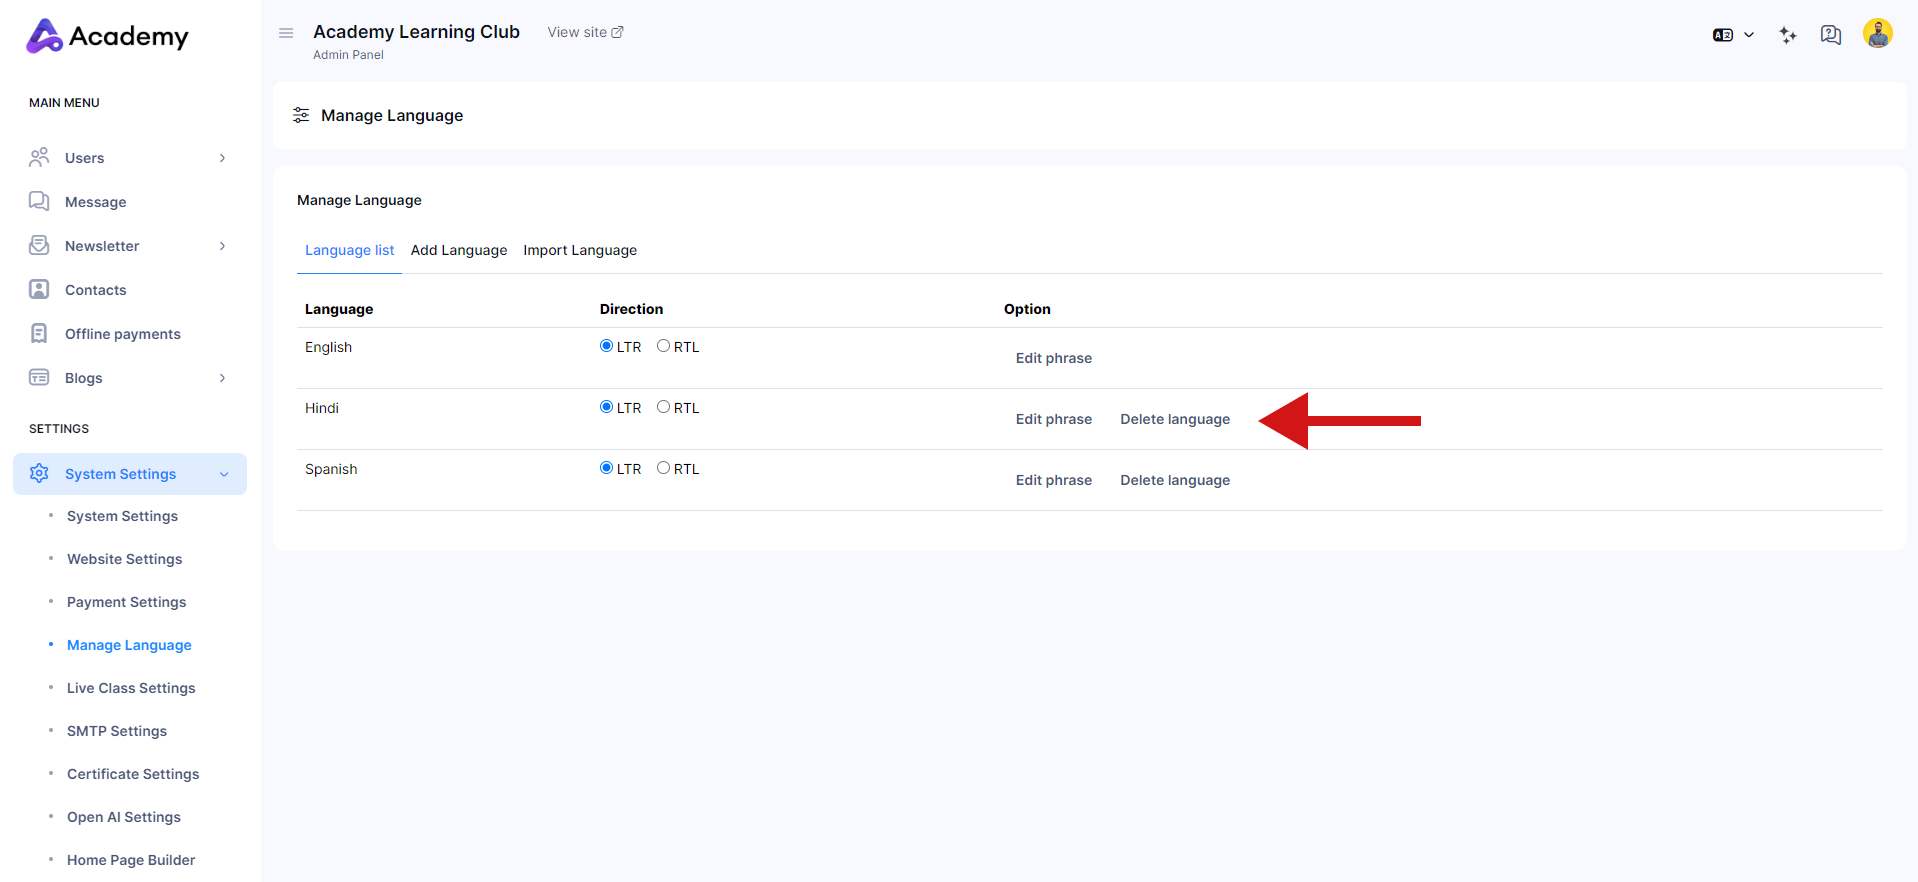 Academy
MAIN MENU
Users
Message
Newsletter
Contacts
Offline payments
Blogs
SETTINGS
System Settings
System Settings
Website Settings
Payment Settings
Manage Language
Live Class Settings
SMTP Settings
Certificate Settings
Open AI Settings
Home Page Builder
Academy Learning Club View site
Admin Panel
Manage Language
Manage Language
Language list Add Language Import Language
Language Direction Option
English LTR RTL Edit phrase
Hindi LTR RTL Edit phrase Delete language
Spanish LTR RTL Edit phrase Delete language